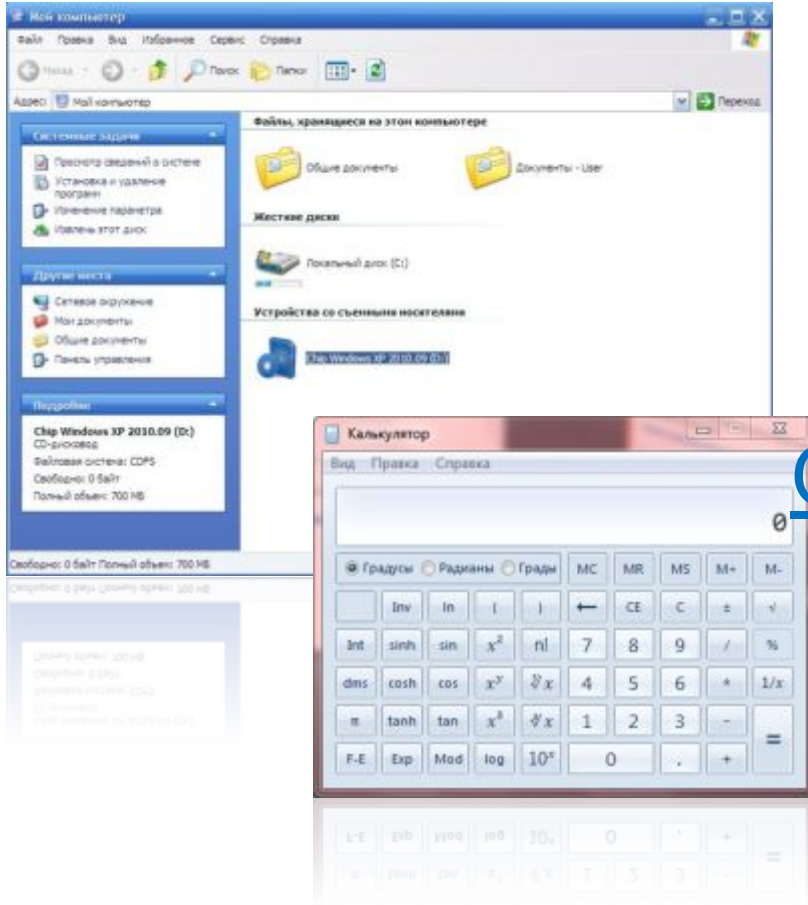 Мой компьютер
Файл Правка Вид Избранное Сервис Справка
Назад Поиск Папки
Адрес: Мой компьютер Переход
Системные задачи
Просмотр сведений о системе
Установка и удаление
программ
Изменение параметра
Извлечь этот диск
Другие места
Сетевое окружение
Мои документы
Общие документы
Панель управления
Подробно
Chip Windows XP 2010.09 (D:)
CD-дисковод
Файловая система: CDFS
Свободно: 0 байт
Полный объем: 700 МБ
Файлы, хранящиеся на этом компьютере
Общие документы Документы - User
Жесткие диски
Локальный диск (C:)
Устройства со съемными носителями
Chip Windows XP 2010.09 (D:)
Свободно: 0 байт Полный объем: 700 МБ
Калькулятор
Вид Правка Справка
0
Градусы Радианы Грады MC MR MS M+ M-
Inv ln ( ) ← CE C ± √
Int sinh sin x² n! 7 8 9 / %
dms cosh cos xʸ ʸ√x 4 5 6 * 1/x
π tanh tan x³ ³√x 1 2 3 - =
F-E Exp Mod log 10ˣ 0 , +